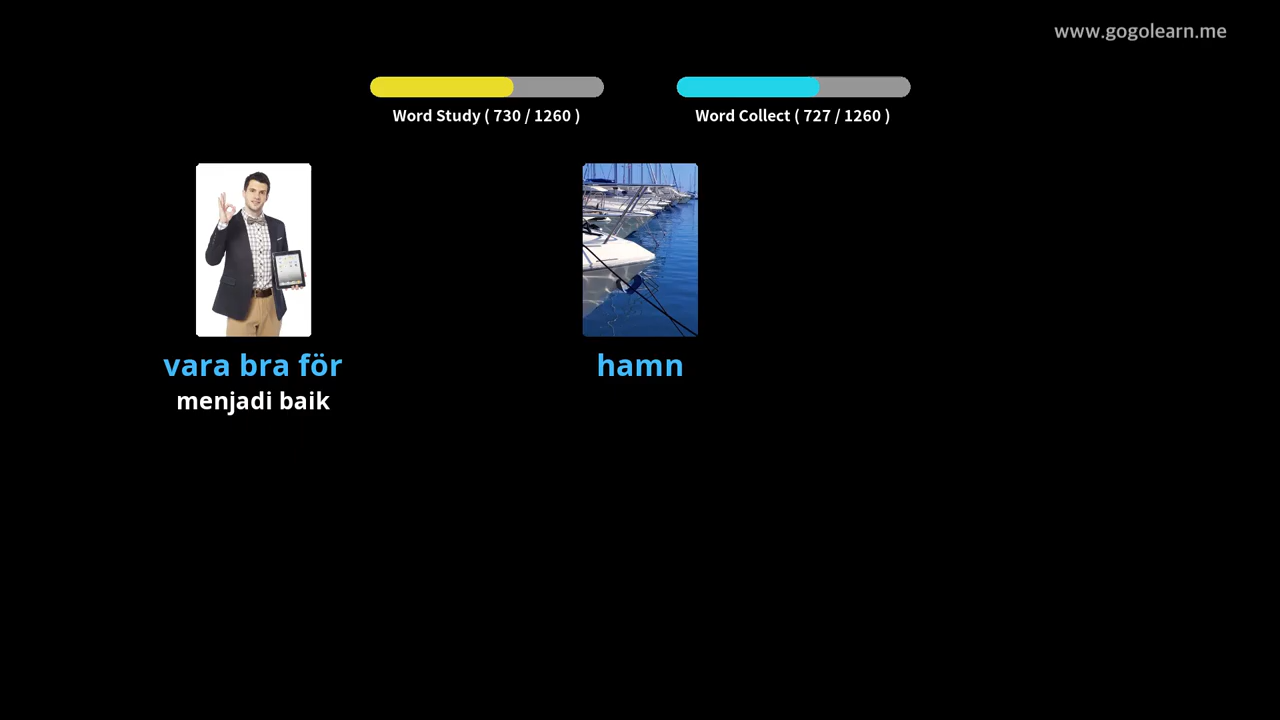 www.gogolearn.me
Word Study ( 730 / 1260 )
Word Collect ( 727 / 1260 )
vara bra för
menjadi baik
hamn